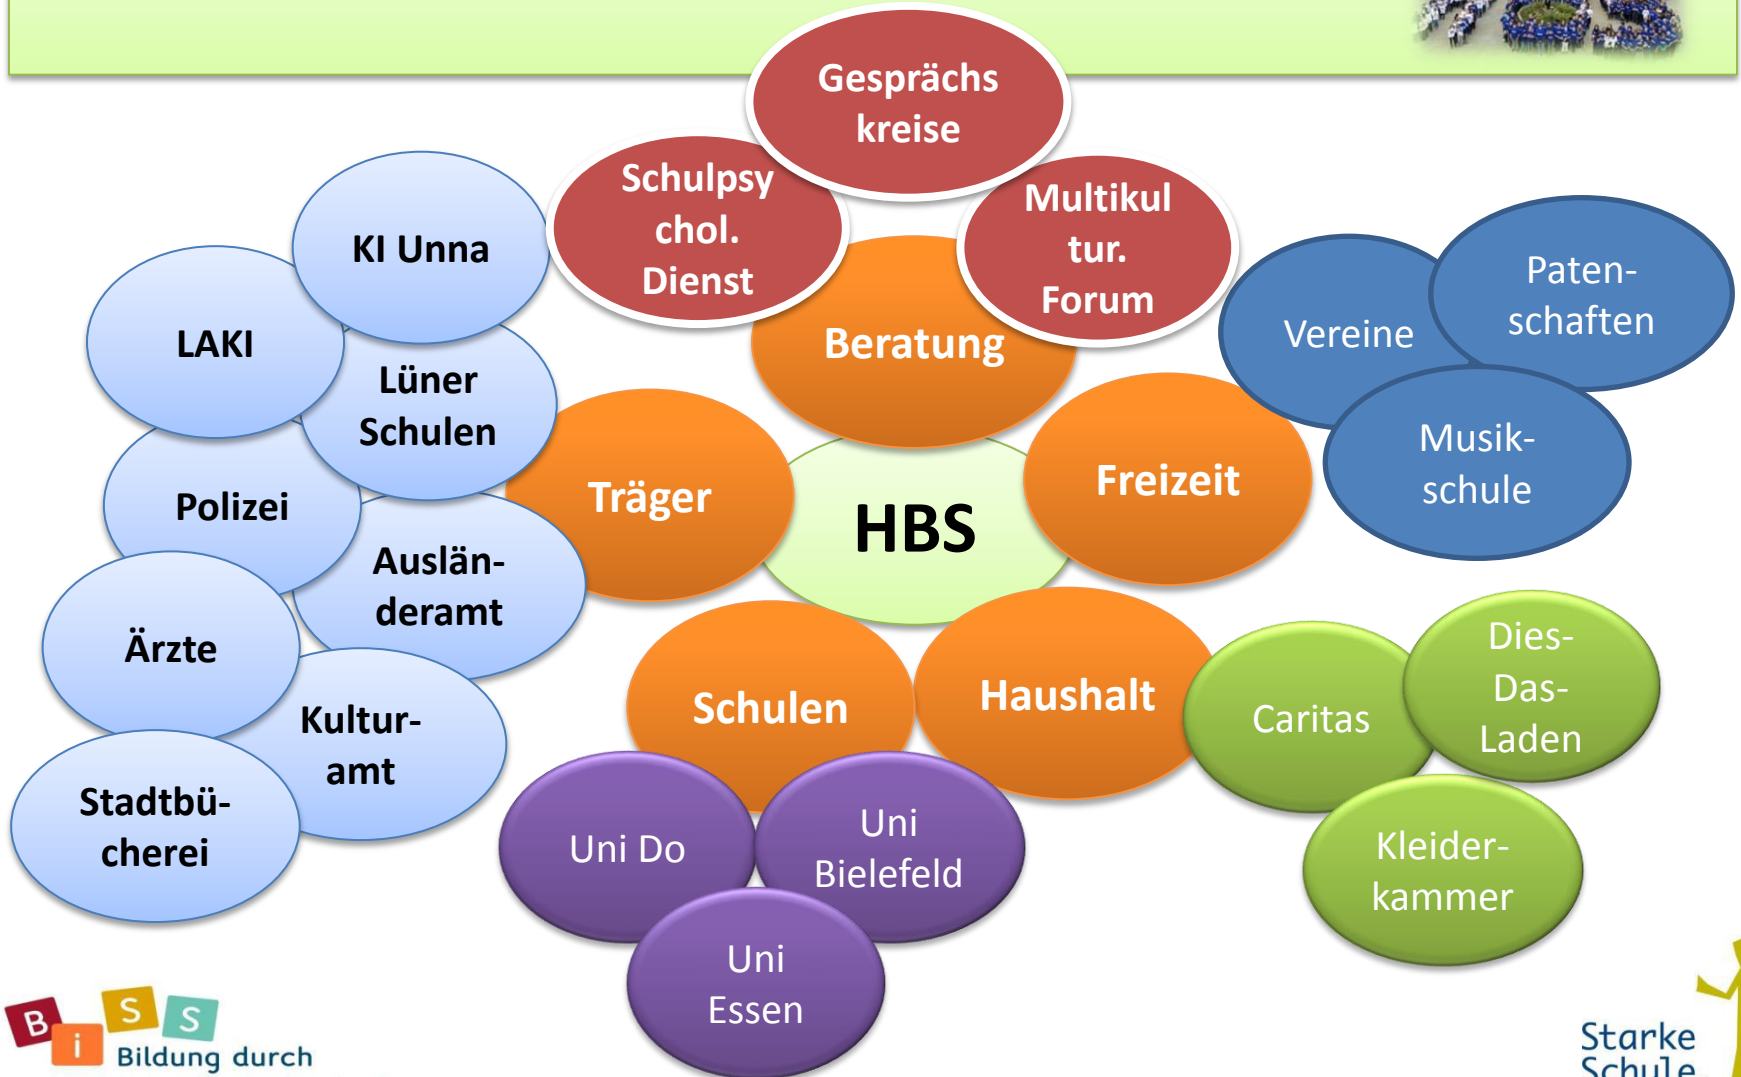 Gesprächs
kreise
Schulpsy
chol.
Dienst
Multikul
tur.
Forum
KI Unna
LAKI
Lüner
Schulen
Polizei
Auslän-
deramt
Ärzte
Kultur-
amt
Stadtbü-
cherei
Träger
Beratung
HBS
Freizeit
Vereine
Paten-
schaften
Musik-
schule
Schulen
Haushalt
Caritas
Dies-
Das-
Laden
Kleider-
kammer
Uni Do
Uni
Bielefeld
Uni
Essen
BiSS
Bildung durch
Starke
Schule